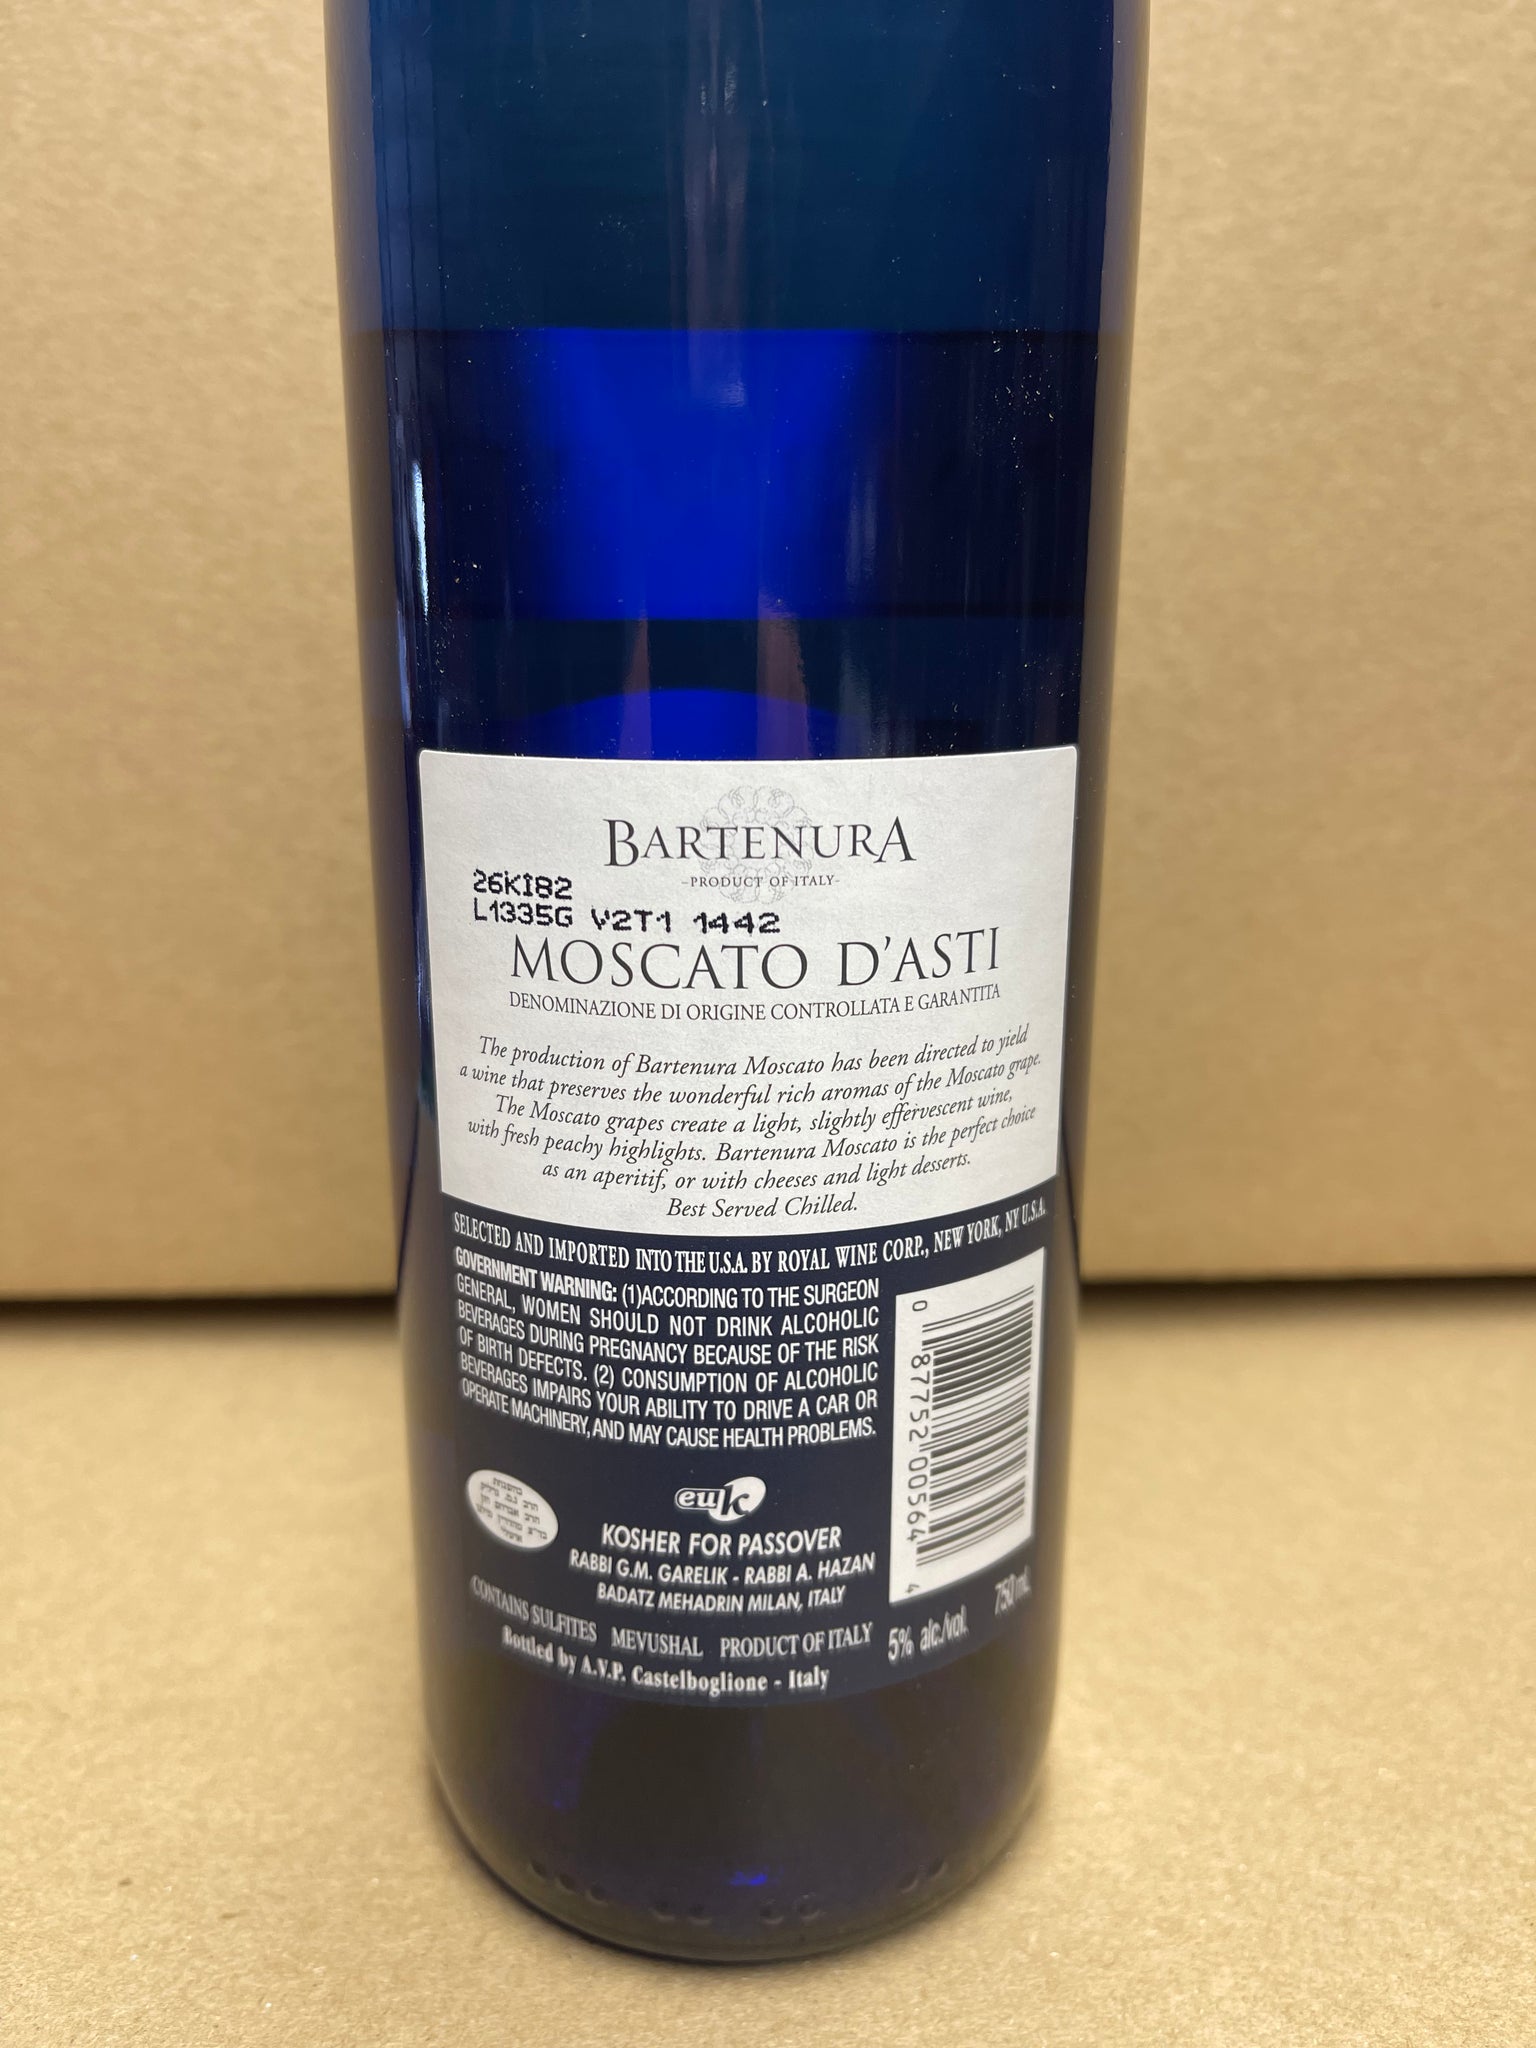 BARTENURA
-PRODUCT OF ITALY-
26KI82
L1335G V2T1 1442
MOSCATO D'ASTI
DENOMINAZIONE DI ORIGINE CONTROLLATA E GARANTITA
The production of Bartenura Moscato has been directed to yield
a wine that preserves the wonderful rich aromas of the Moscato grape.
The Moscato grapes create a light, slightly effervescent wine,
with fresh peachy highlights. Bartenura Moscato is the perfect choice
as an aperitif, or with cheeses and light desserts.
Best Served Chilled.
SELECTED AND IMPORTED INTO THE U.S.A. BY ROYAL WINE CORP., NEW YORK, NY U.S.A.
GOVERNMENT WARNING: (1)ACCORDING TO THE SURGEON
GENERAL, WOMEN SHOULD NOT DRINK ALCOHOLIC
BEVERAGES DURING PREGNANCY BECAUSE OF THE RISK
OF BIRTH DEFECTS. (2) CONSUMPTION OF ALCOHOLIC
BEVERAGES IMPAIRS YOUR ABILITY TO DRIVE A CAR OR
OPERATE MACHINERY, AND MAY CAUSE HEALTH PROBLEMS.
0 87752 00564 4
euk
KOSHER FOR PASSOVER
RABBI G.M. GARELIK - RABBI A. HAZAN
BADATZ MEHADRIN MILAN, ITALY
CONTAINS SULFITES MEVUSHAL PRODUCT OF ITALY 5% alc./vol. 750 mL
Bottled by A.V.P. Castelboglione - Italy